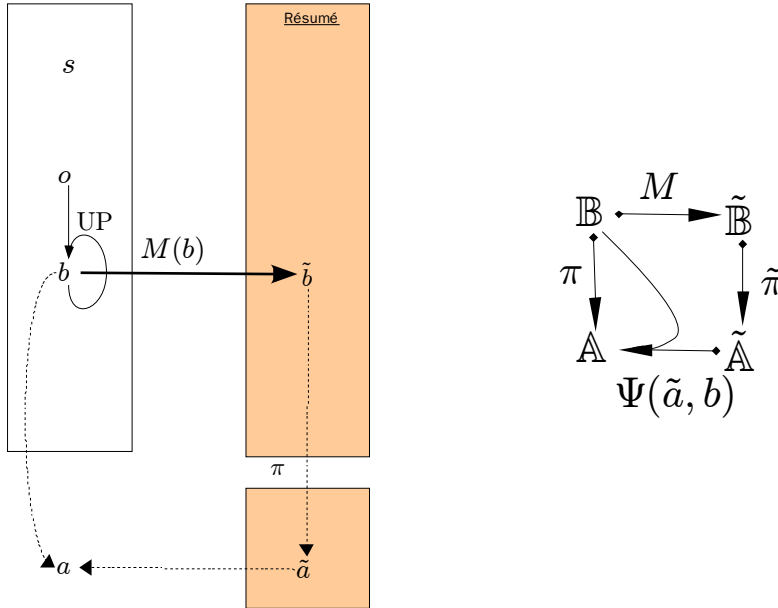 Résumé
s
o
UP
b
M(b)
b̃
π
a
ã
𝔹
M
𝔹̃
π
π̃
𝔸
𝔸̃
Ψ(ã, b)